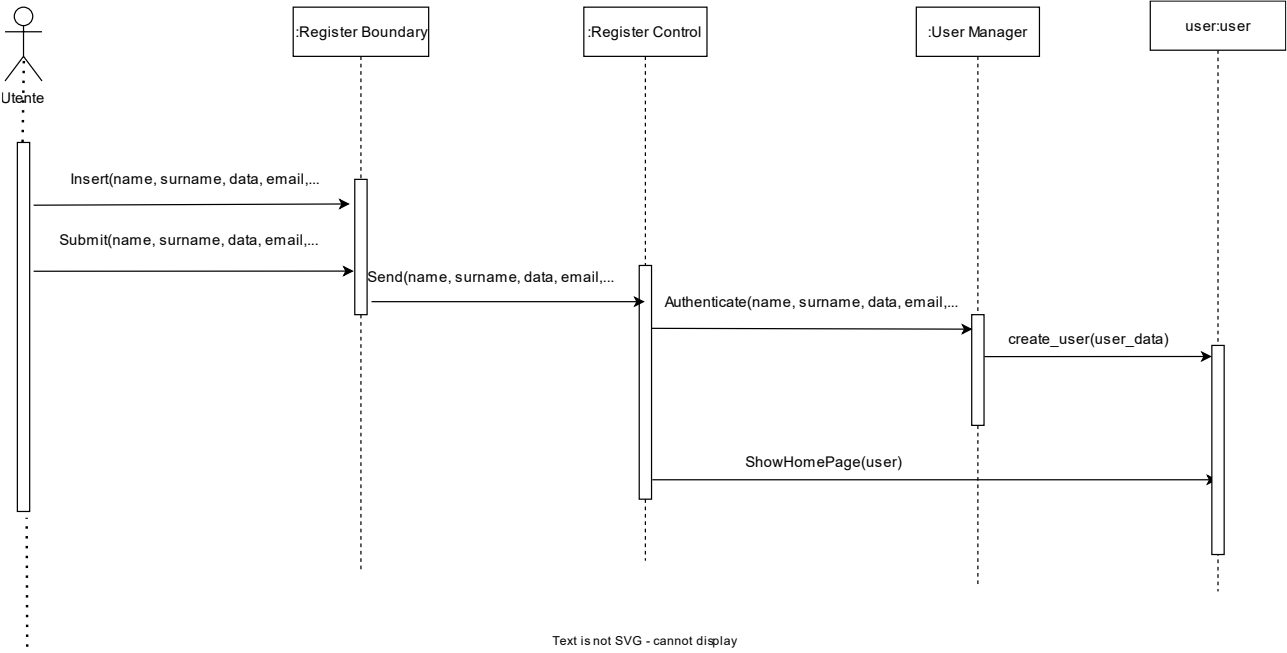 :Register Boundary
:Register Control
:User Manager
user:user
Utente
Insert(name, surname, data, email,...
Submit(name, surname, data, email,...
Send(name, surname, data, email,...
Authenticate(name, surname, data, email,...
create_user(user_data)
ShowHomePage(user)
Text is not SVG - cannot display